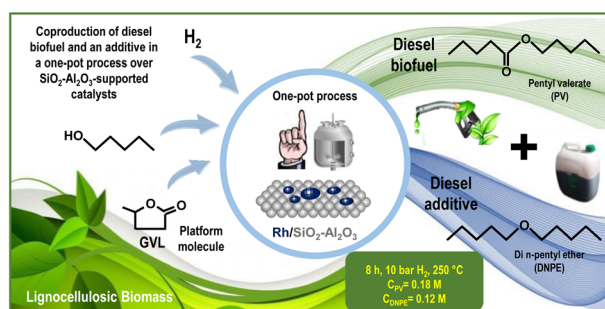 Coproduction of diesel
biofuel and an additive in
a one-pot process over
SiO₂-Al₂O₃-supported
catalysts
H₂
HO
O
O
GVL
Platform
molecule
Lignocellulosic Biomass
One-pot process
Rh/SiO₂-Al₂O₃
Diesel
biofuel
O
O
Pentyl valerate
(PV)
+
Diesel
additive
O
Di n-pentyl ether
(DNPE)
8 h, 10 bar H₂, 250 °C
C_PV= 0.18 M
C_DNPE= 0.12 M